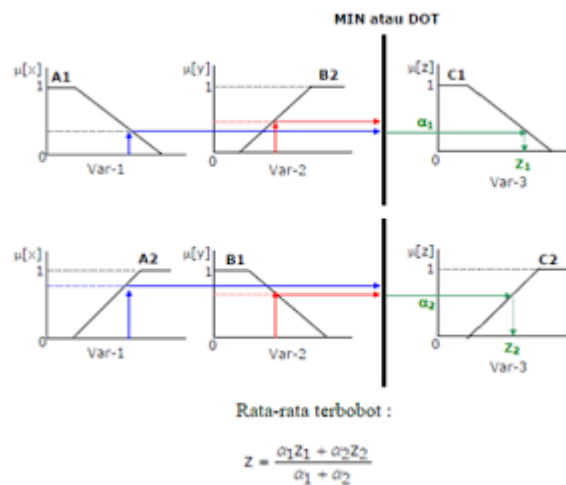 MIN atau DOT
μ[x] A1
1
0
Var-1
μ[y] B2
1
0
Var-2
μ[z] C1
1
α1
0
Z1
Var-3
μ[x] A2
1
0
Var-1
μ[y] B1
1
0
Var-2
μ[z] C2
1
α2
0
Z2
Var-3
Rata-rata terbobot :
z = α1z1 + α2z2
α1 + α2